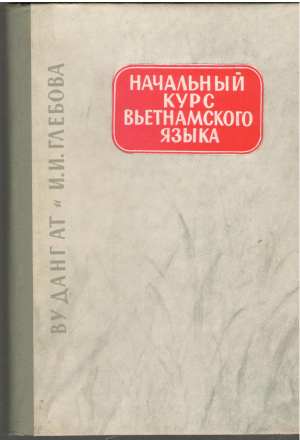 НАЧАЛЬНЫЙ
КУРС
ВЬЕТНАМСКОГО
ЯЗЫКА
ВУ ДАНГ АТ и И.И.ГЛЕБОВА